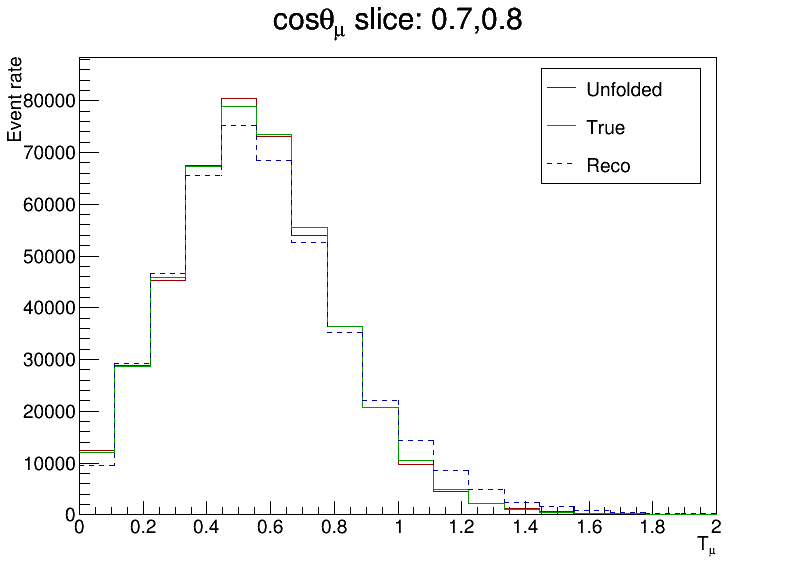 cosθμ slice: 0.7,0.8
Event rate
80000
70000
60000
50000
40000
30000
20000
10000
0
Unfolded
True
Reco
0 0.2 0.4 0.6 0.8 1 1.2 1.4 1.6 1.8 2
Tμ